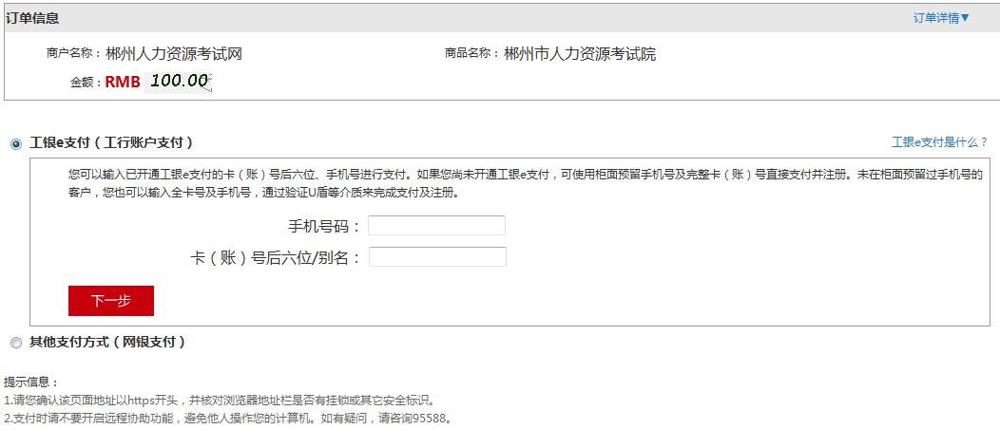 订单信息 订单详情▼
商户名称：郴州人力资源考试网 商品名称：郴州市人力资源考试院
金额：RMB 100.00
工银e支付（工行账户支付） 工银e支付是什么？
您可以输入已开通工银e支付的卡（账）号后六位、手机号进行支付。如果您尚未开通工银e支付，可使用柜面预留手机号及完整卡（账）号直接支付并注册。未在柜面预留过手机号的
客户，您也可以输入全卡号及手机号，通过验证U盾等介质来完成支付及注册。
手机号码：
卡（账）号后六位/别名：
下一步
其他支付方式（网银支付）
提示信息：
1.请您确认该页面地址以https开头，并核对浏览器地址栏是否有挂锁或其它安全标识。
2.支付时请不要开启远程协助功能，避免他人操作您的计算机。如有疑问，请咨询95588。